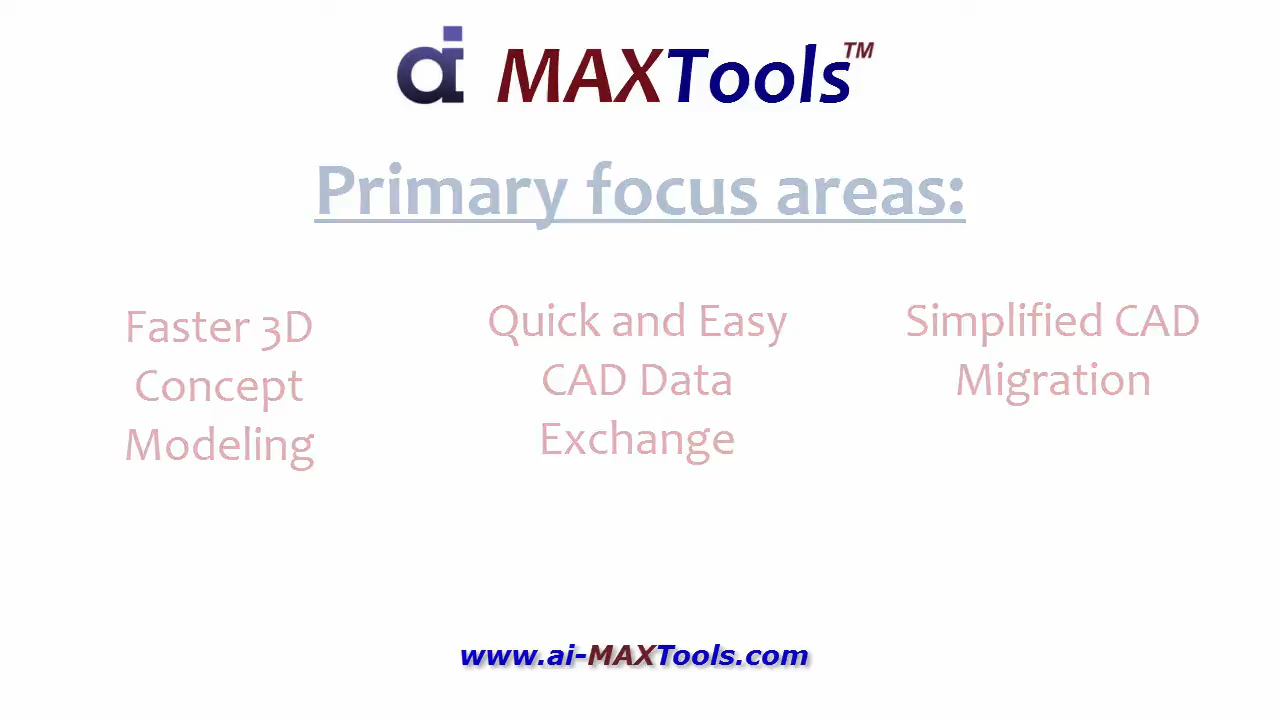 ai MAXTools™
Primary focus areas:
Faster 3D
Concept
Modeling
Quick and Easy
CAD Data
Exchange
Simplified CAD
Migration
www.ai-MAXTools.com